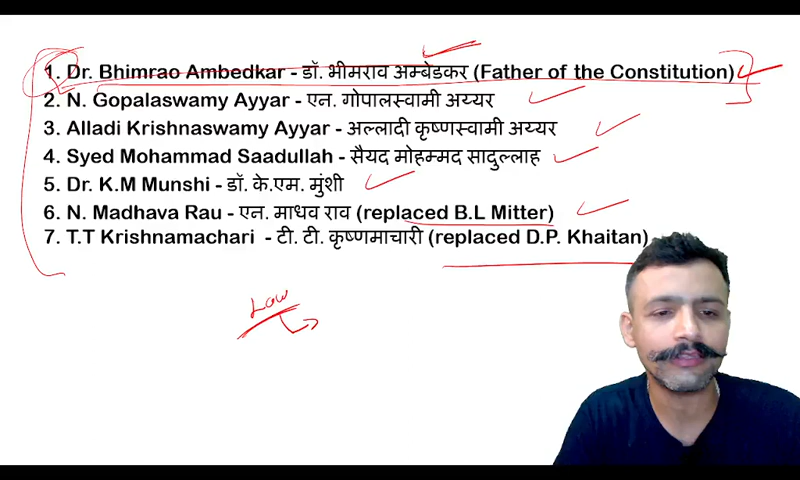 1. Dr. Bhimrao Ambedkar - डॉ. भीमराव अम्बेडकर (Father of the Constitution)
2. N. Gopalaswamy Ayyar - एन. गोपालस्वामी अय्यर
3. Alladi Krishnaswamy Ayyar - अल्लादी कृष्णस्वामी अय्यर
4. Syed Mohammad Saadullah - सैयद मोहम्मद सादुल्लाह
5. Dr. K.M Munshi - डॉ. के.एम. मुंशी
6. N. Madhava Rau - एन. माधव राव (replaced B.L Mitter)
7. T.T Krishnamachari - टी. टी. कृष्णमाचारी (replaced D.P. Khaitan)
Law